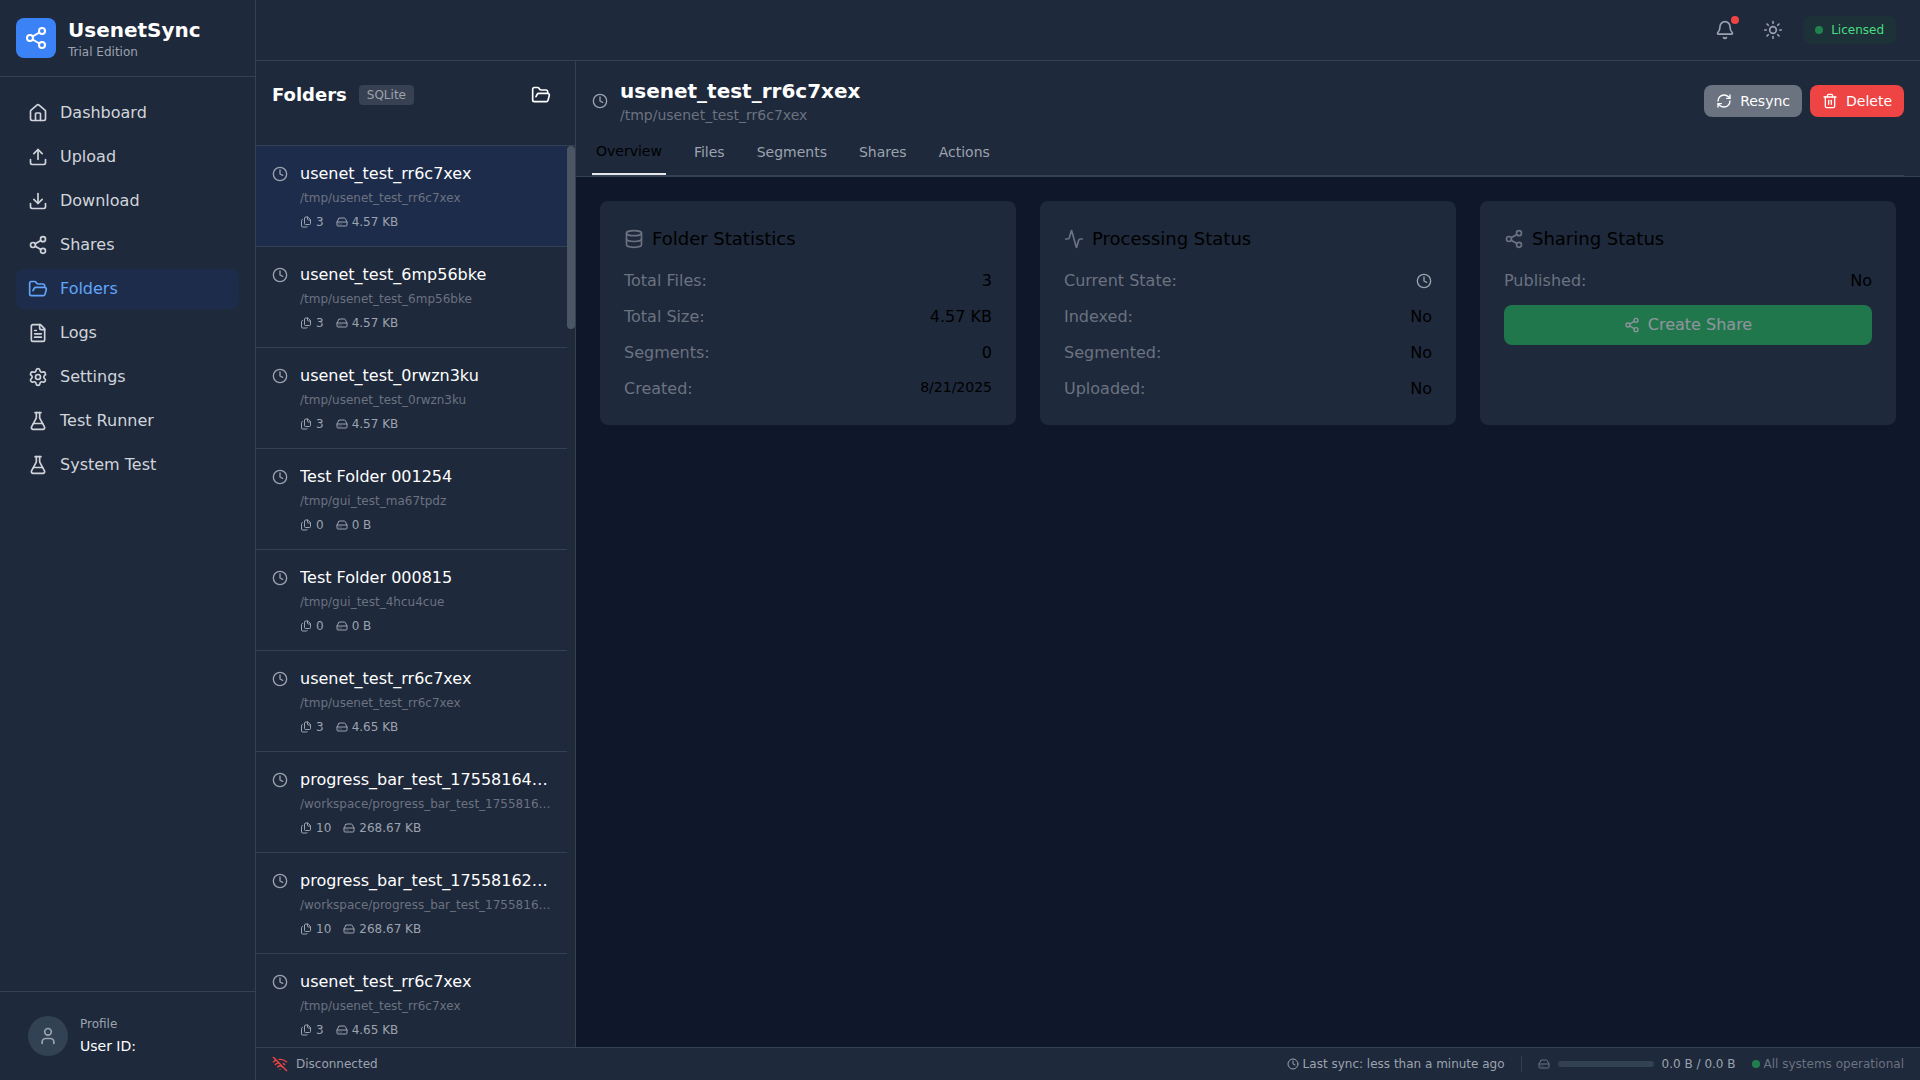 UsenetSync
Trial Edition
Dashboard
Upload
Download
Shares
Folders
Logs
Settings
Test Runner
System Test
Profile
User ID:
Licensed
Folders SQLite
usenet_test_rr6c7xex
/tmp/usenet_test_rr6c7xex
3 4.57 KB
usenet_test_6mp56bke
/tmp/usenet_test_6mp56bke
3 4.57 KB
usenet_test_0rwzn3ku
/tmp/usenet_test_0rwzn3ku
3 4.57 KB
Test Folder 001254
/tmp/gui_test_ma67tpdz
0 0 B
Test Folder 000815
/tmp/gui_test_4hcu4cue
0 0 B
usenet_test_rr6c7xex
/tmp/usenet_test_rr6c7xex
3 4.65 KB
progress_bar_test_17558164...
/workspace/progress_bar_test_1755816...
10 268.67 KB
progress_bar_test_17558162...
/workspace/progress_bar_test_1755816...
10 268.67 KB
usenet_test_rr6c7xex
/tmp/usenet_test_rr6c7xex
3 4.65 KB
usenet_test_rr6c7xex
/tmp/usenet_test_rr6c7xex
Resync Delete
Overview Files Segments Shares Actions
Folder Statistics
Total Files: 3
Total Size: 4.57 KB
Segments: 0
Created: 8/21/2025
Processing Status
Current State:
Indexed: No
Segmented: No
Uploaded: No
Sharing Status
Published: No
Create Share
Disconnected
Last sync: less than a minute ago
0.0 B / 0.0 B
All systems operational